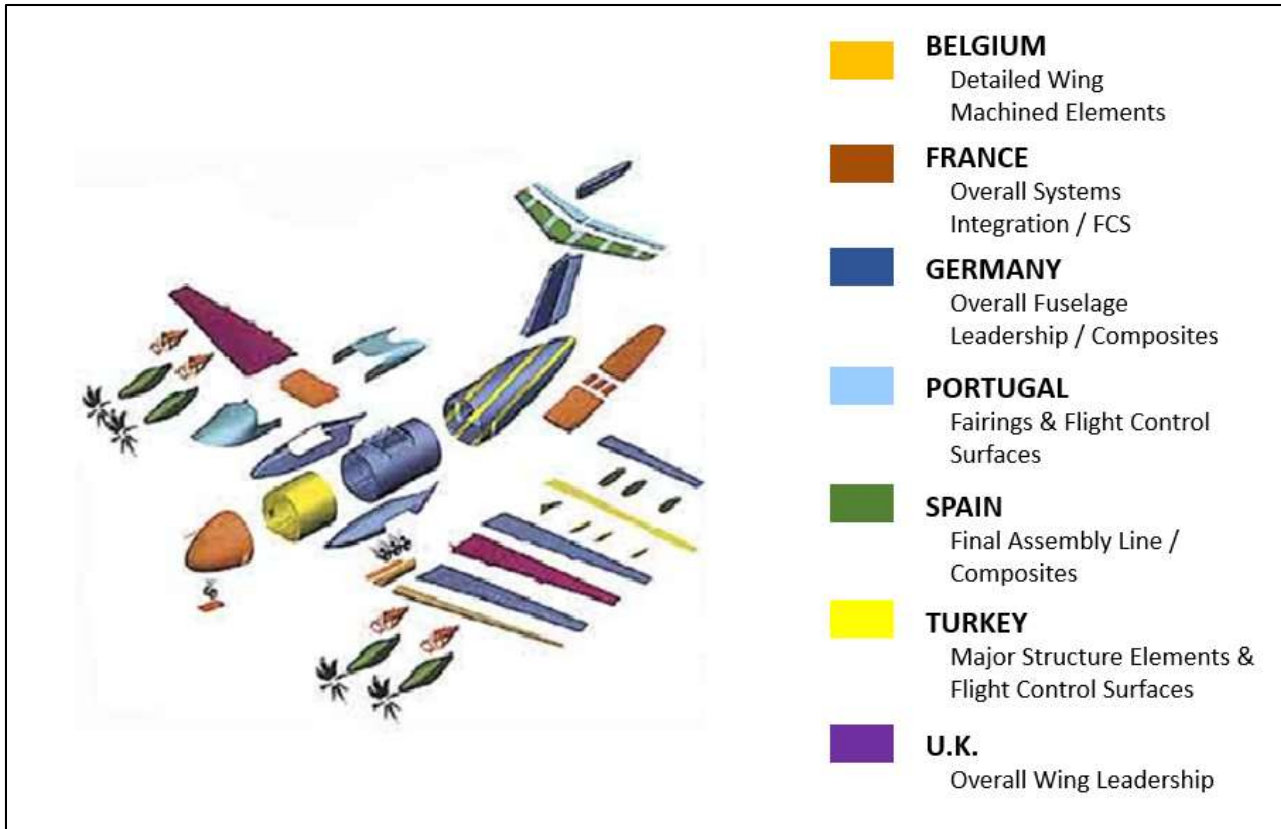 BELGIUM
Detailed Wing
Machined Elements
FRANCE
Overall Systems
Integration / FCS
GERMANY
Overall Fuselage
Leadership / Composites
PORTUGAL
Fairings & Flight Control
Surfaces
SPAIN
Final Assembly Line /
Composites
TURKEY
Major Structure Elements &
Flight Control Surfaces
U.K.
Overall Wing Leadership